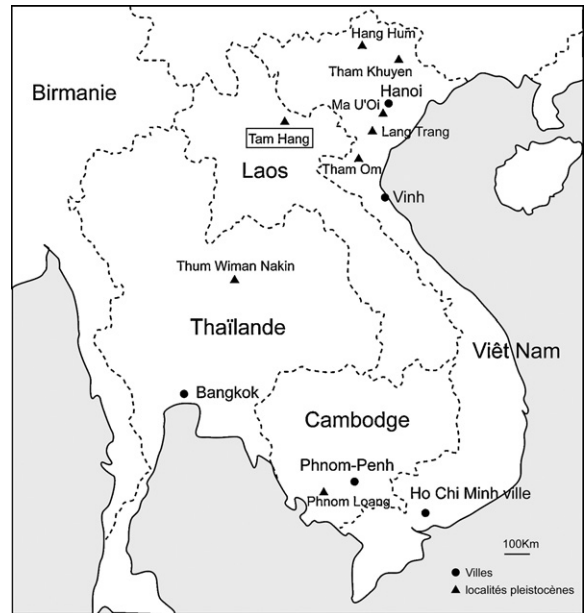 Hang Hum
Tham Khuyen
Birmanie
Hanoi
Ma U'Oi
Lang Trang
Tam Hang
Laos
Tham Om
Vinh
Thum Wiman Nakin
Thaïlande
Viêt Nam
Bangkok
Cambodge
Phnom-Penh
Phnom Loang
Ho Chi Minh ville
100Km
Villes
localités pleistocènes